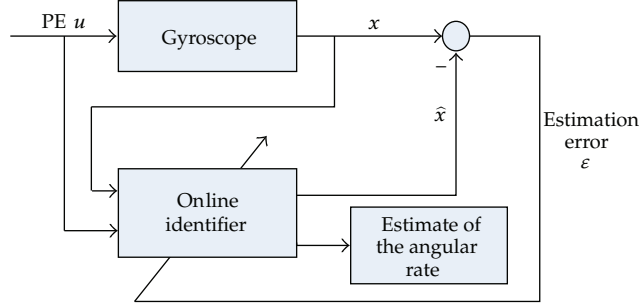 PE u
Gyroscope
x
−
x̂
Estimation
error
ε
Online
identifier
Estimate of
the angular
rate